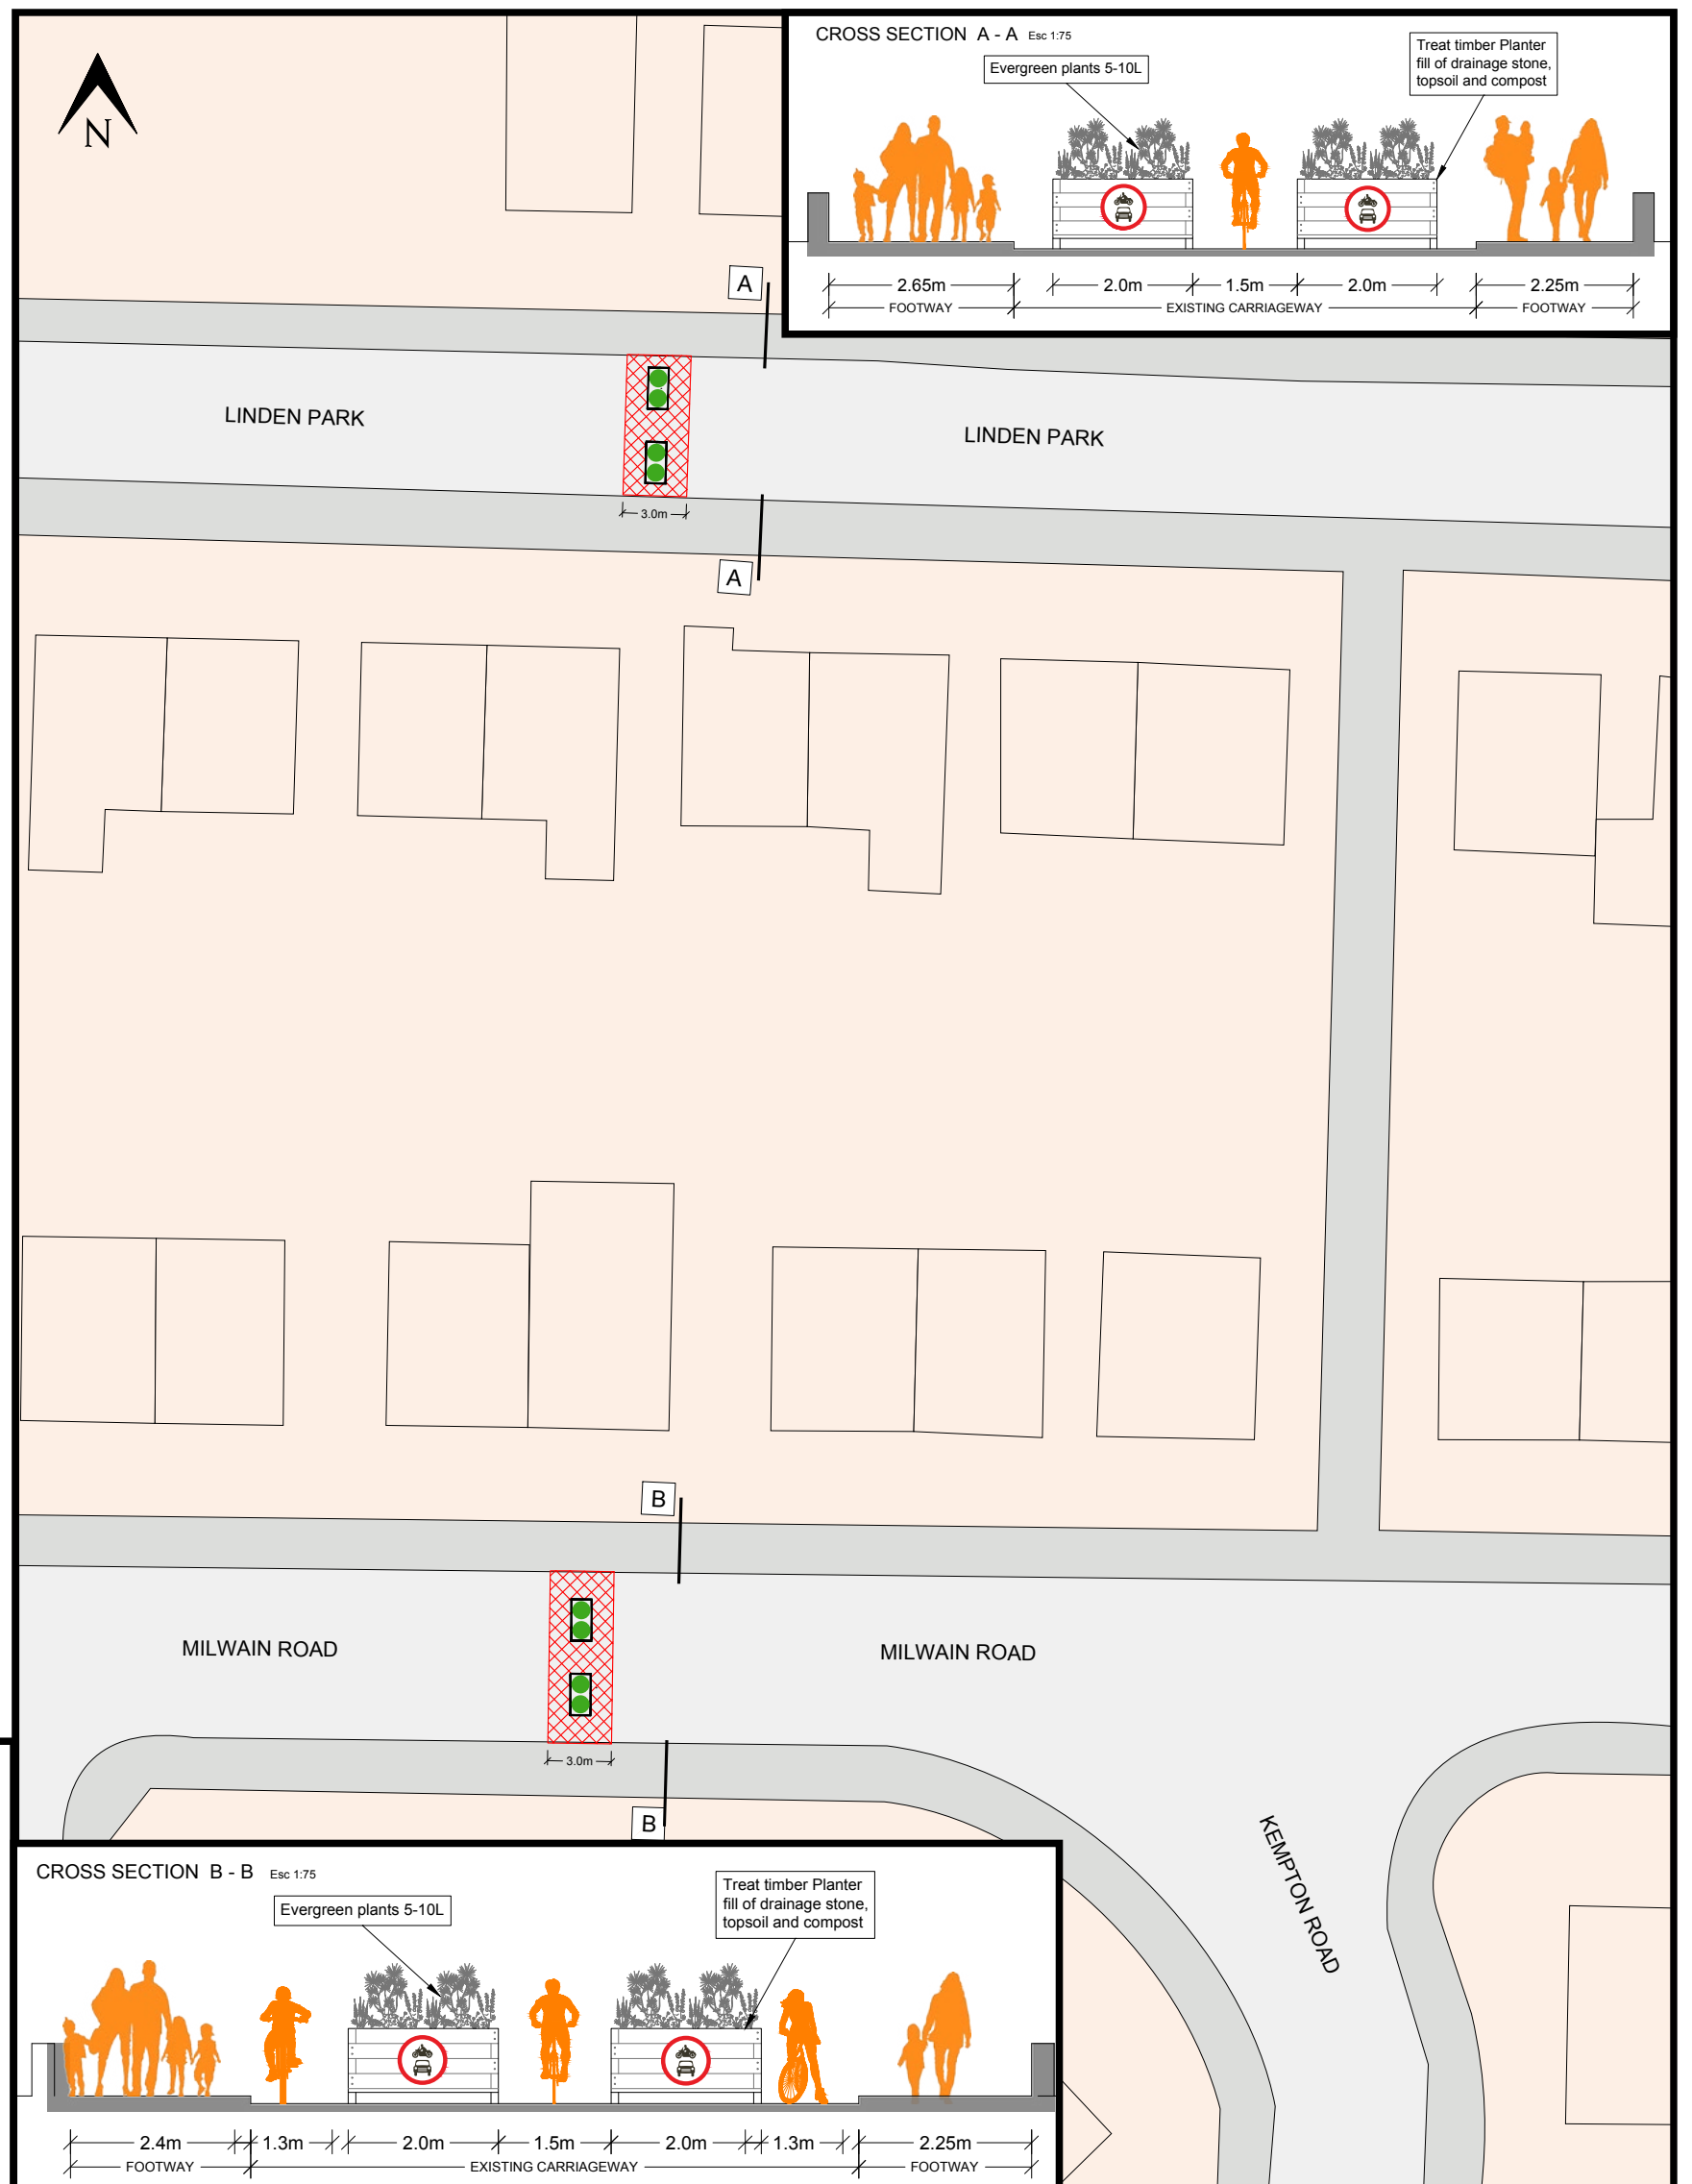 N
CROSS SECTION A - A Esc 1:75
Evergreen plants 5-10L
Treat timber Planter
fill of drainage stone,
topsoil and compost
2.65m 2.0m 1.5m 2.0m 2.25m
FOOTWAY EXISTING CARRIAGEWAY FOOTWAY
A
LINDEN PARK
LINDEN PARK
3.0m
A
B
MILWAIN ROAD
MILWAIN ROAD
3.0m
B
KEMPTON ROAD
CROSS SECTION B - B Esc 1:75
Evergreen plants 5-10L
Treat timber Planter
fill of drainage stone,
topsoil and compost
2.4m 1.3m 2.0m 1.5m 2.0m 1.3m 2.25m
FOOTWAY EXISTING CARRIAGEWAY FOOTWAY